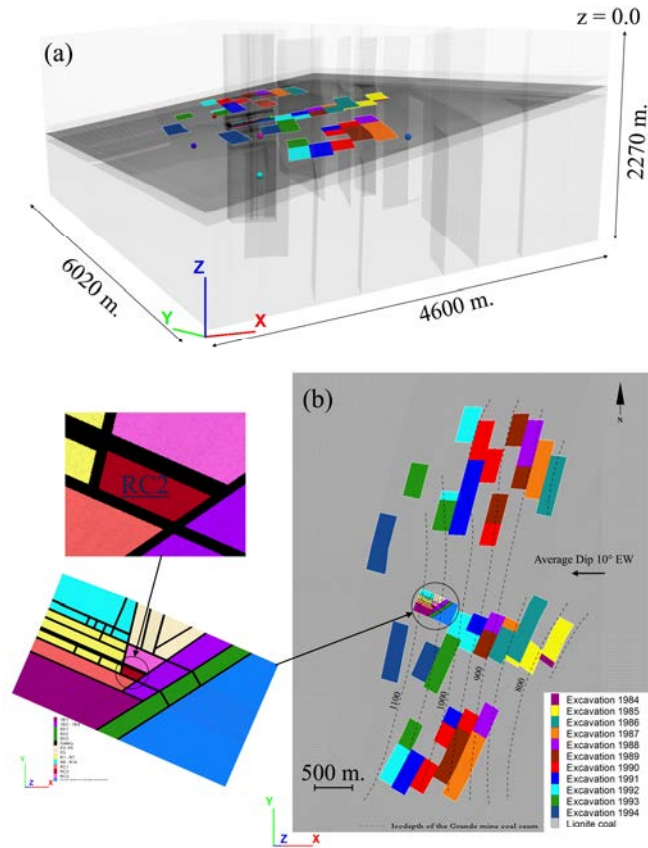 (a)
z = 0.0
2270 m.
6020 m.
4600 m.
Z
Y
X
RC2
(b)
N
Average Dip 10° EW
1100
1000
900
800
500 m.
Excavation 1984
Excavation 1985
Excavation 1986
Excavation 1987
Excavation 1988
Excavation 1989
Excavation 1990
Excavation 1991
Excavation 1992
Excavation 1993
Excavation 1994
Lignite coal
Isodepth of the Grande mine coal seam
Y
Z
X
Y
Z
X